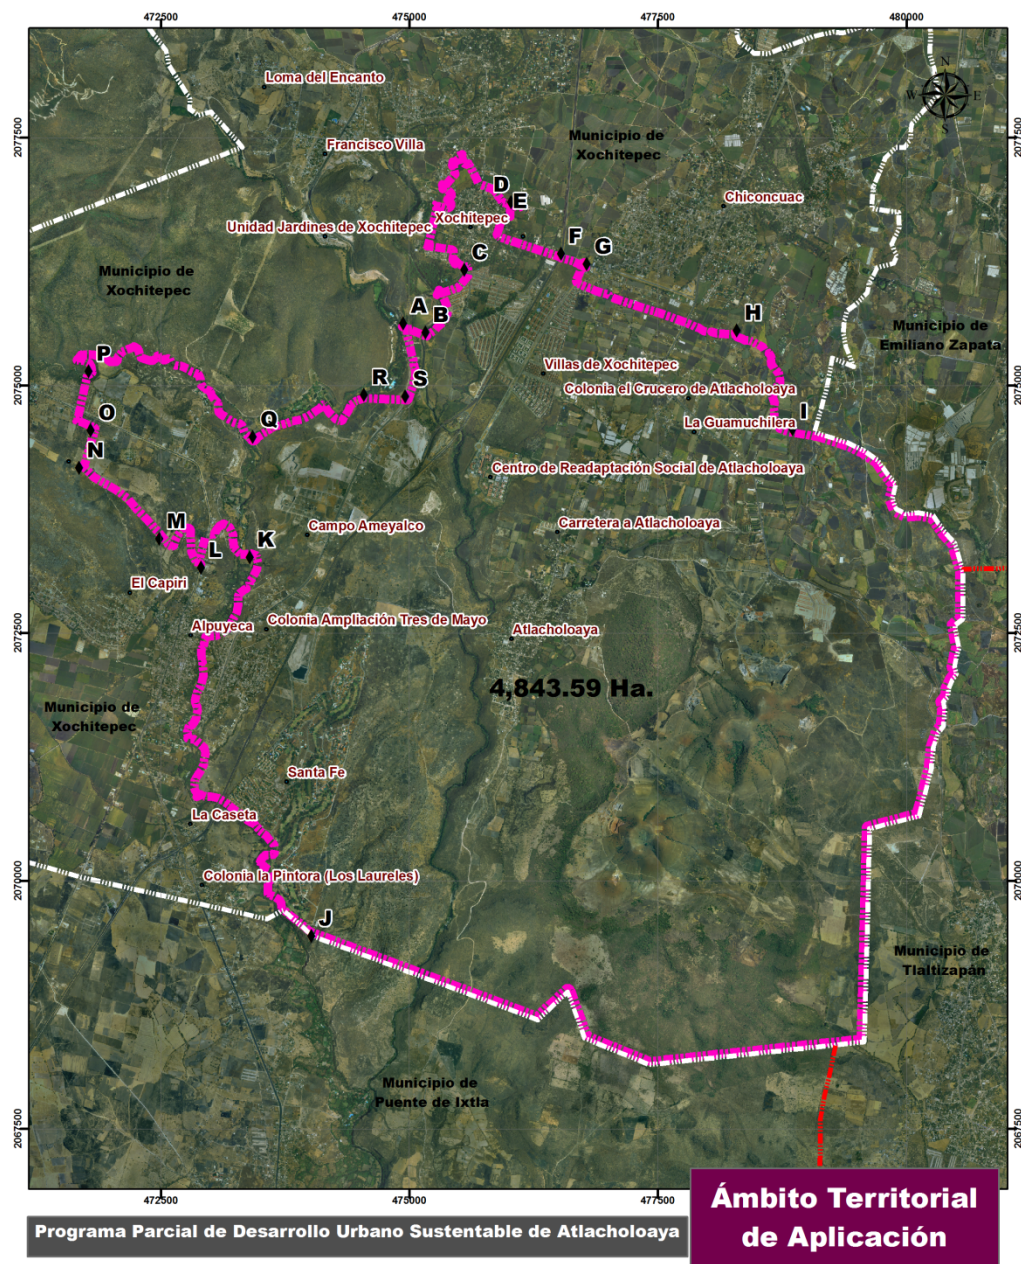 472500
475000
477500
480000
N
W
E
S
Loma del Encanto
2077500
2077500
Municipio de
Xochitepec
Francisco Villa
D
E
Chiconcuac
Xochitepec
Unidad Jardines de Xochitepec
F
G
C
Municipio de
Xochitepec
A
B
H
Municipio de
Emiliano Zapata
P
Villas de Xochitepec
2075000
2075000
R
S
Colonia el Crucero de Atlacholoaya
O
Q
I
La Guamuchilera
N
Centro de Readaptación Social de Atlacholoaya
M
Campo Ameyalco
Carretera a Atlacholoaya
K
L
El Capiri
Colonia Ampliación Tres de Mayo
Alpuyeca
Atlacholoaya
2072500
2072500
4,843.59 Ha.
Municipio de
Xochitepec
Santa Fe
La Caseta
Colonia la Pintora (Los Laureles)
2070000
2070000
J
Municipio de
Tlaltizapán
Municipio de
Puente de Ixtla
2067500
2067500
472500
475000
477500
Programa Parcial de Desarrollo Urbano Sustentable de Atlacholoaya
Ámbito Territorial
de Aplicación